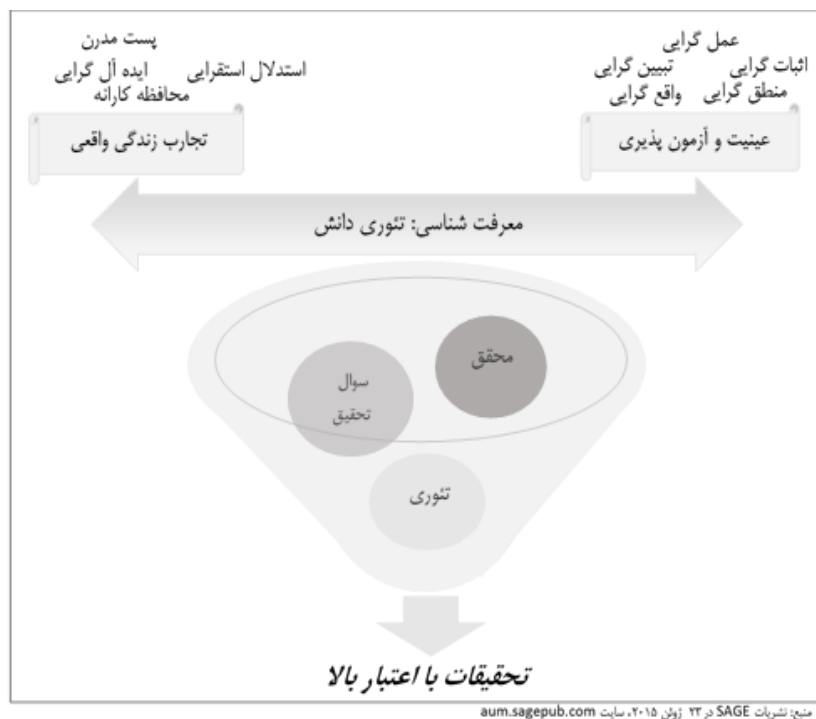 عمل گرایی
اثبات گرایی تبیین گرایی
منطق گرایی واقع گرایی
عینیت و آزمون پذیری
پست مدرن
استدلال استقرایی ایده آل گرایی
محافظه کارانه
تجارب زندگی واقعی
معرفت شناسی: تئوری دانش
محقق
سوال
تحقیق
تئوری
تحقیقات با اعتبار بالا
منبع: نشریات SAGE در ۲۳ ژوئن ۲۰۱۵، سایت aum.sagepub.com